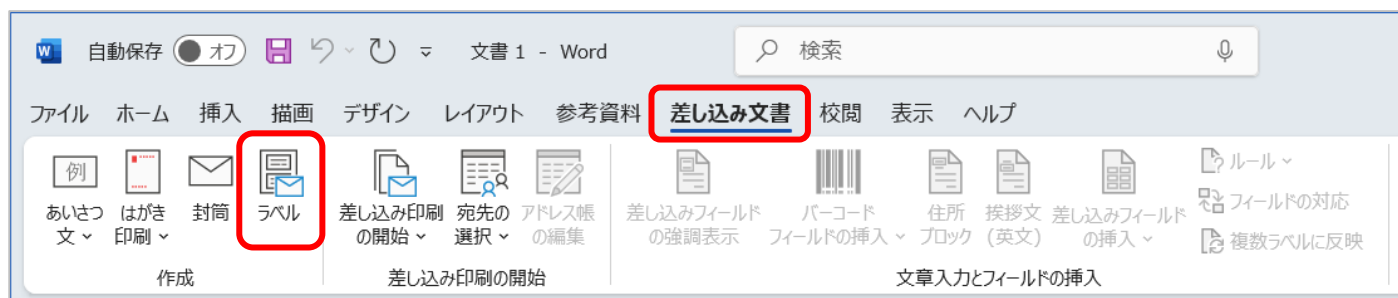 自動保存 オフ 文書 1 - Word 検索
ファイル ホーム 挿入 描画 デザイン レイアウト 参考資料 差し込み文書 校閲 表示 ヘルプ
例
あいさつ文 はがき印刷 封筒 ラベル
作成
差し込み印刷の開始 宛先の選択 アドレス帳の編集
差し込み印刷の開始
差し込みフィールドの強調表示 バーコードフィールドの挿入 住所ブロック 挨拶文(英文) 差し込みフィールドの挿入
ルール
フィールドの対応
複数ラベルに反映
文章入力とフィールドの挿入